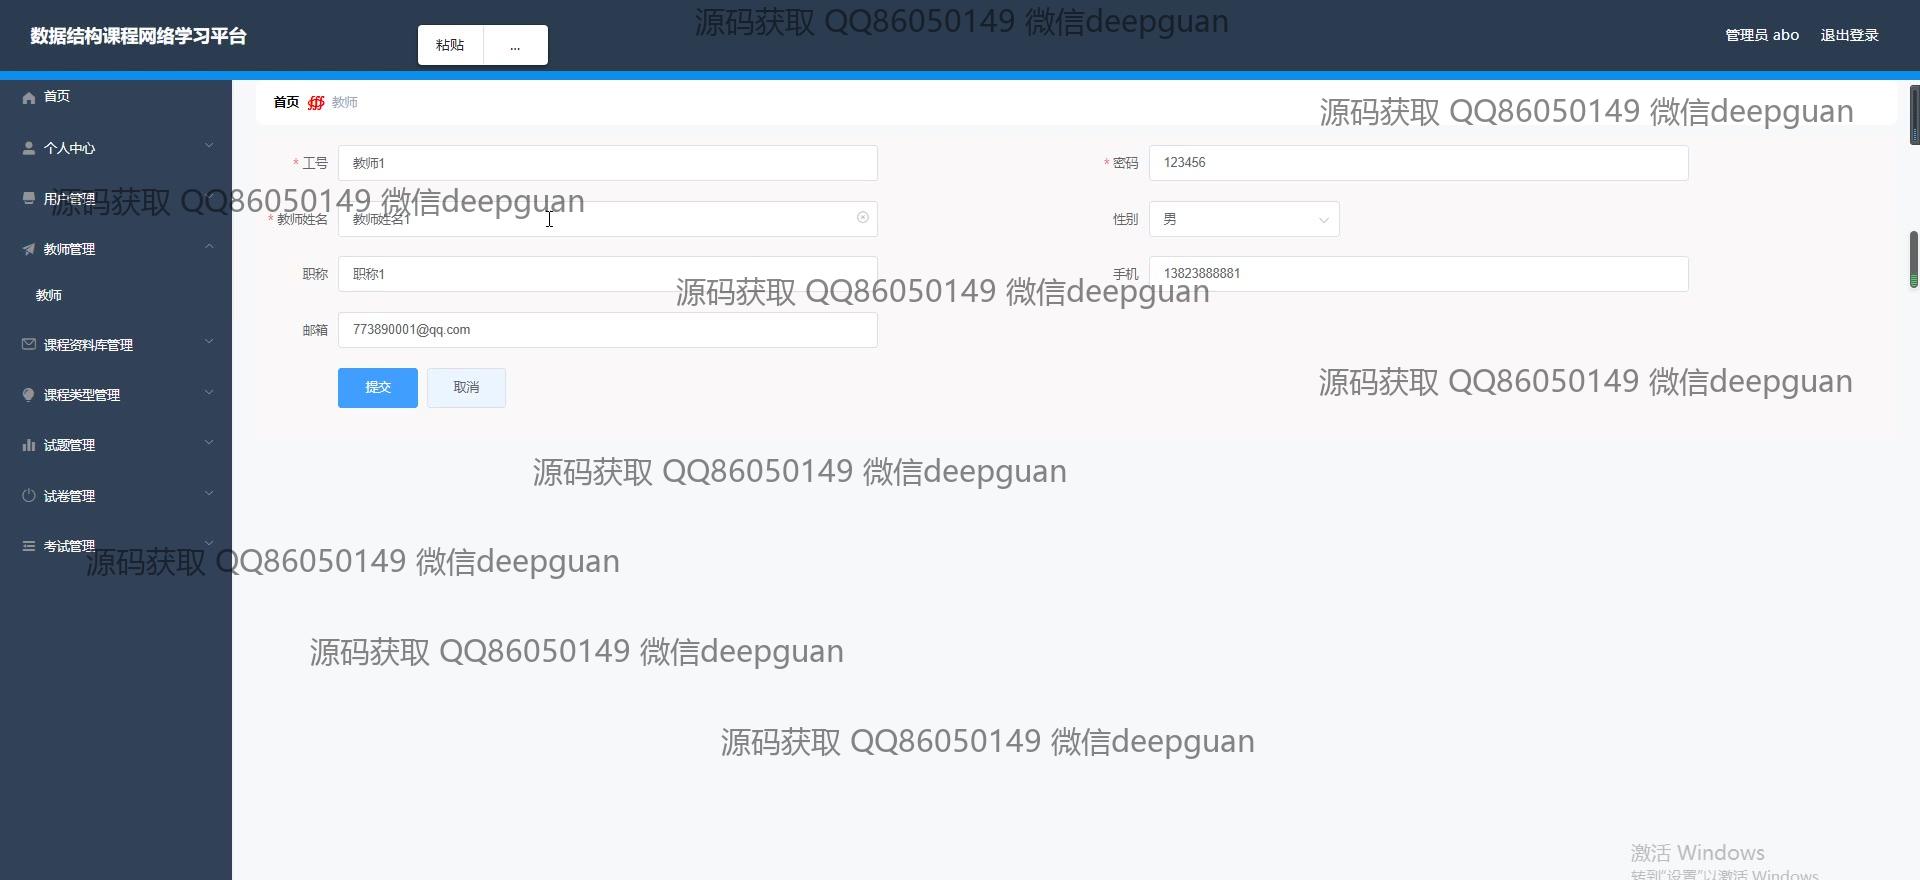 数据结构课程网络学习平台
粘贴
...
源码获取 QQ86050149 微信deepguan
管理员 abo
退出登录
首页
个人中心
用户管理
教师管理
教师
课程资料库管理
课程类型管理
试题管理
试卷管理
考试管理
首页 教师
源码获取 QQ86050149 微信deepguan
* 工号 教师1
* 密码 123456
源码获取 QQ86050149 微信deepguan
* 教师姓名 教师姓名1
性别 男
职称 职称1
手机 13823888881
源码获取 QQ86050149 微信deepguan
邮箱 773890001@qq.com
提交
取消
源码获取 QQ86050149 微信deepguan
源码获取 QQ86050149 微信deepguan
源码获取 QQ86050149 微信deepguan
源码获取 QQ86050149 微信deepguan
源码获取 QQ86050149 微信deepguan
激活 Windows
转到"设置"以激活 Windows